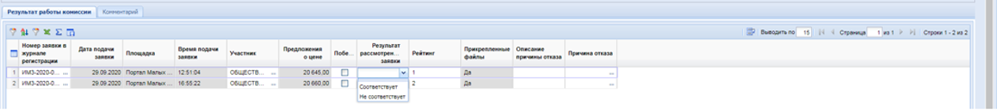 Результат работы комиссии Комментарий
Σ Выводить по 15 Страница 1 из 1 Строки 1 - 2 из 2
Номер заявки в журнале регистрации Дата подачи заявки Площадка Время подачи заявки Участник Предложения о цене Побе... Результат рассмотрен... заявки Рейтинг Прикрепленные файлы Описание причины отказа Причина отказа
1 ИМЗ-2020-0... ... 29.09.2020 Портал Малых ... 12:51:04 ОБЩЕСТВ... ... 20 645,00 1 Да ...
2 ИМЗ-2020-0... ... 29.09.2020 Портал Малых ... 16:55:22 ОБЩЕСТВ... ... 20 660,00 2 Да ...
Соответствует
Не соответствует